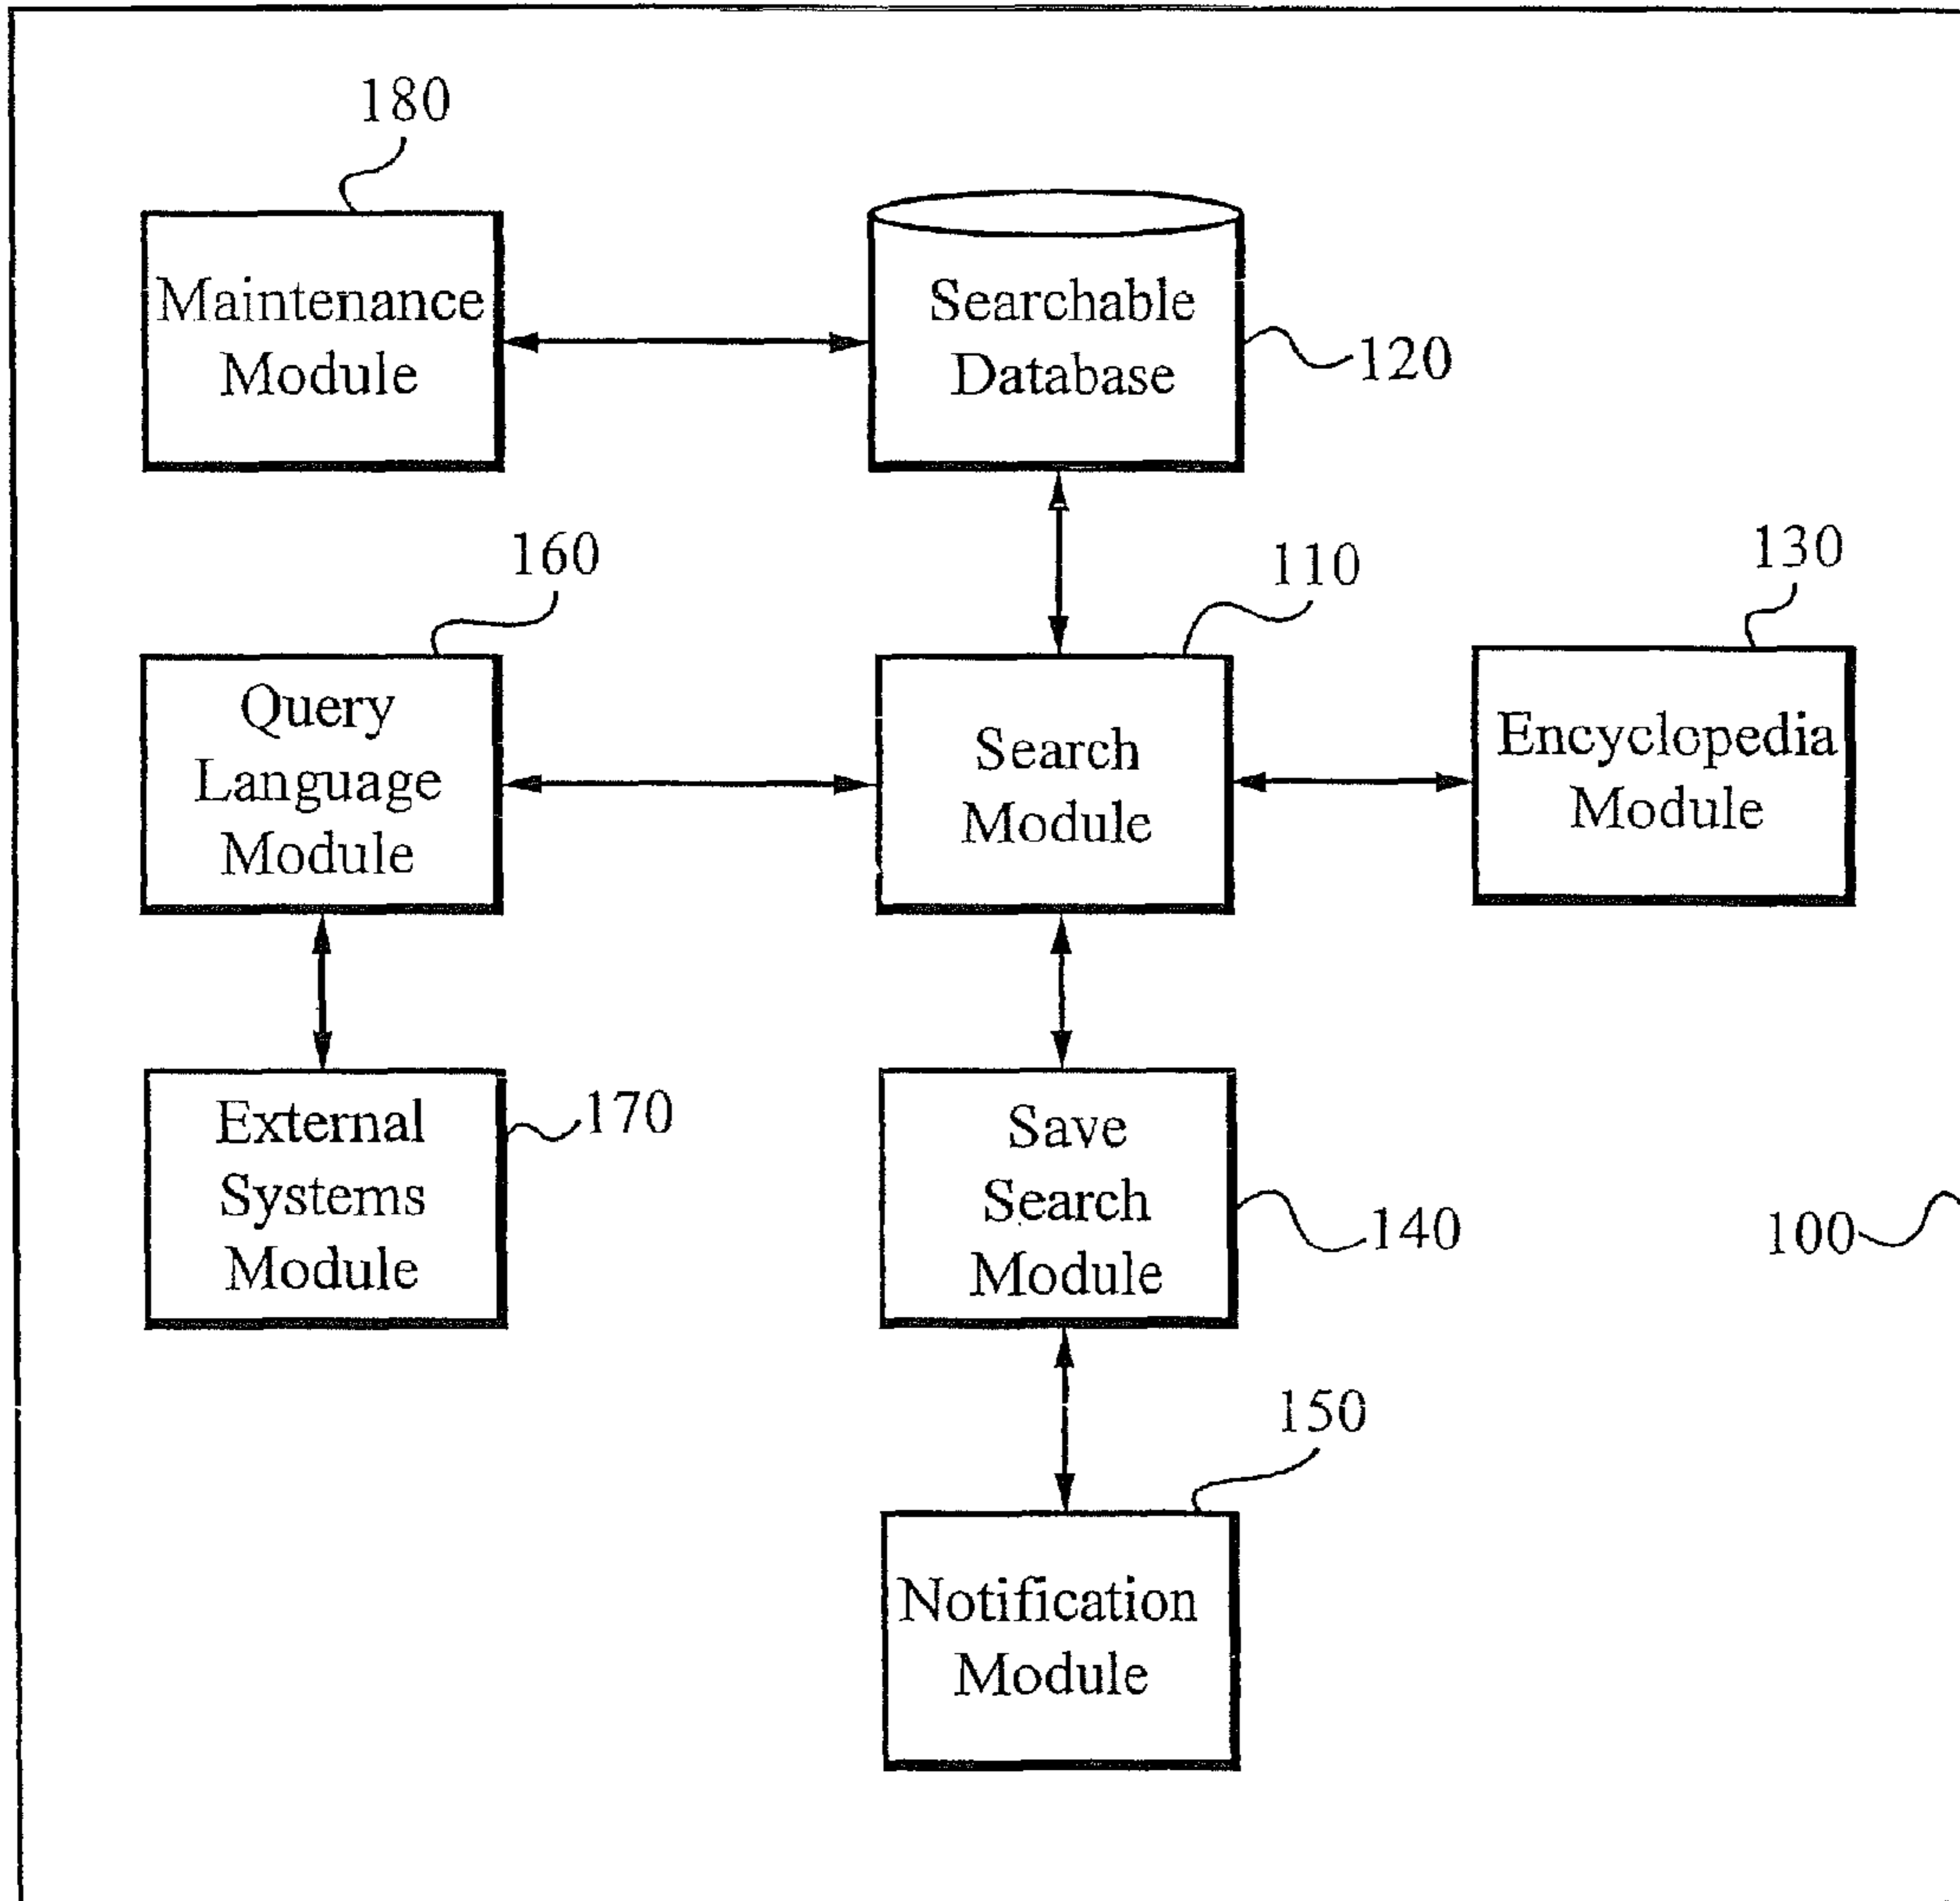 180
Maintenance
Module
Searchable
Database
120
160
110
130
Query
Language
Module
Search
Module
Encyclopedia
Module
External
Systems
Module
170
Save
Search
Module
140
100
150
Notification
Module